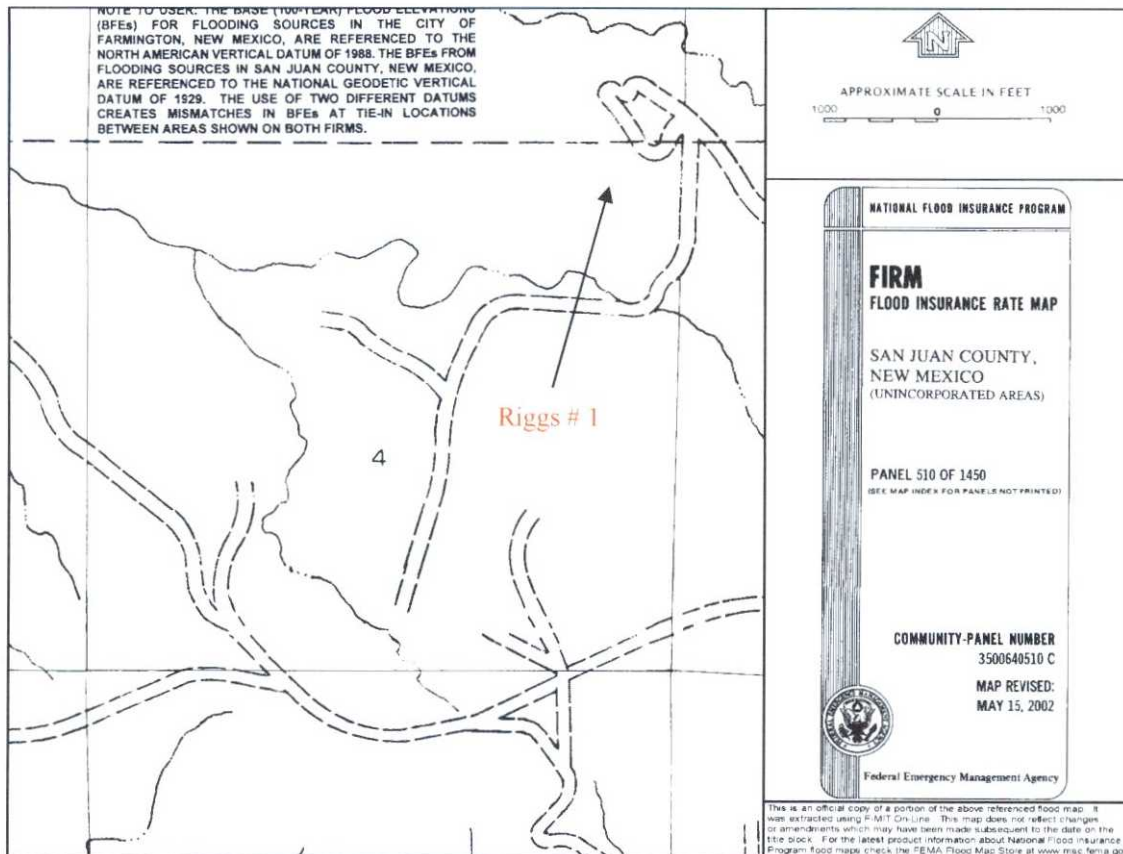 NOTE TO USER: THE BASE (100-YEAR) FLOOD ELEVATIONS
(BFEs) FOR FLOODING SOURCES IN THE CITY OF
FARMINGTON, NEW MEXICO, ARE REFERENCED TO THE
NORTH AMERICAN VERTICAL DATUM OF 1988. THE BFEs FROM
FLOODING SOURCES IN SAN JUAN COUNTY, NEW MEXICO,
ARE REFERENCED TO THE NATIONAL GEODETIC VERTICAL
DATUM OF 1929. THE USE OF TWO DIFFERENT DATUMS
CREATES MISMATCHES IN BFEs AT TIE-IN LOCATIONS
BETWEEN AREAS SHOWN ON BOTH FIRMS.
Riggs # 1
4
N
APPROXIMATE SCALE IN FEET
1000 0 1000
NATIONAL FLOOD INSURANCE PROGRAM
FIRM
FLOOD INSURANCE RATE MAP
SAN JUAN COUNTY,
NEW MEXICO
(UNINCORPORATED AREAS)
PANEL 510 OF 1450
(SEE MAP INDEX FOR PANELS NOT PRINTED)
COMMUNITY-PANEL NUMBER
3500640510 C
MAP REVISED:
MAY 15, 2002
Federal Emergency Management Agency
This is an official copy of a portion of the above referenced flood map. It
was extracted using F-MIT On-Line. This map does not reflect changes
or amendments which may have been made subsequent to the date on the
title block. For the latest product information about National Flood Insurance
Program flood maps check the FEMA Flood Map Store at www.msc.fema.go